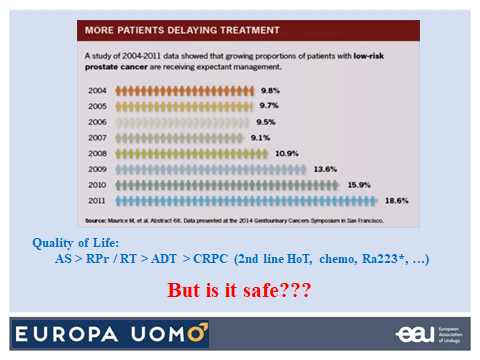 MORE PATIENTS DELAYING TREATMENT
A study of 2004-2011 data showed that growing proportions of patients with low-risk
prostate cancer are receiving expectant management.
2004 9.8%
2005 9.7%
2006 9.5%
2007 9.1%
2008 10.9%
2009 13.6%
2010 15.9%
2011 18.6%
Source: Maurice M, et al. Abstract 68. Data presented at the 2014 Genitourinary Cancers Symposium in San Francisco.
Quality of Life:
AS > RPr / RT > ADT > CRPC (2nd line HoT, chemo, Ra223*, …)
But is it safe???
EUROPA UOMO
eau
European
Association
of Urology